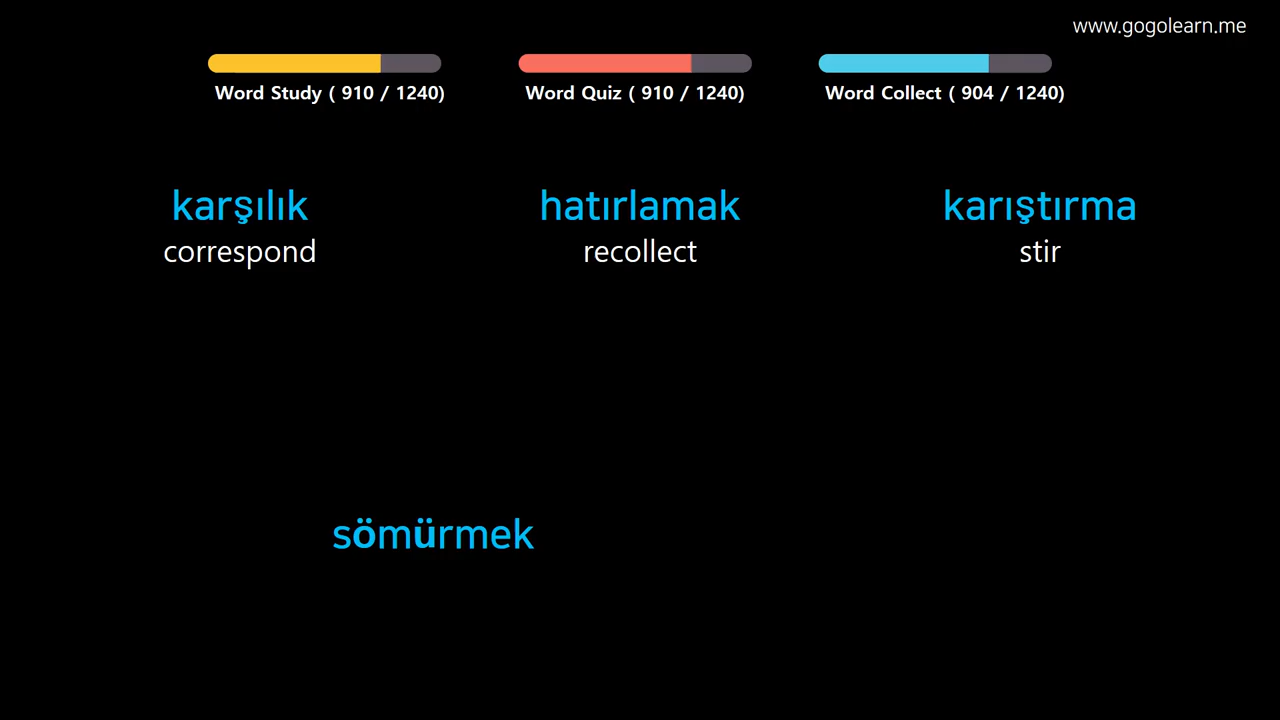 www.gogolearn.me
Word Study ( 910 / 1240)
Word Quiz ( 910 / 1240)
Word Collect ( 904 / 1240)
karşılık
correspond
hatırlamak
recollect
karıştırma
stir
sömürmek